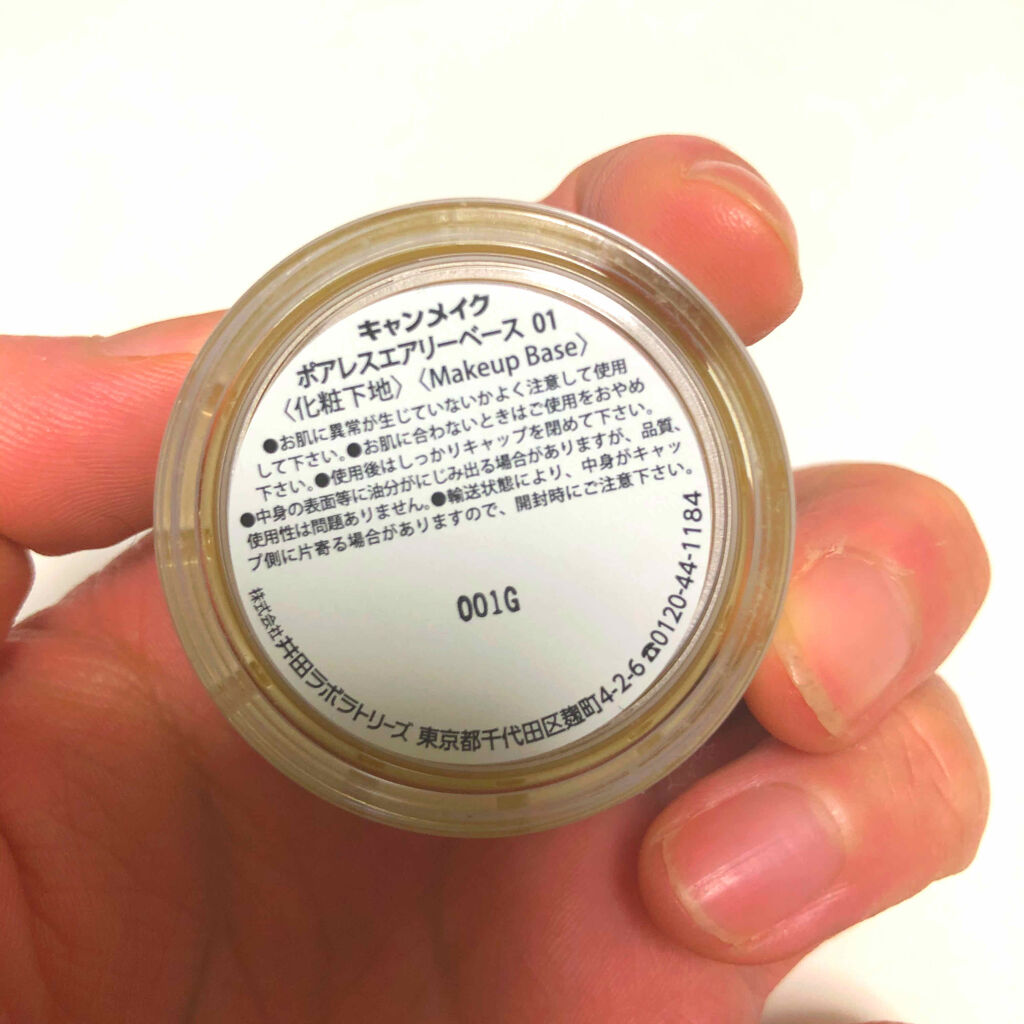 キャンメイク
ポアレスエアリーベース 01
〈化粧下地〉〈Makeup Base〉
●お肌に異常が生じていないかよく注意して使用
して下さい。●お肌に合わないときはご使用をおやめ
下さい。●使用後はしっかりキャップを閉めて下さい。
●中身の表面等に油分がにじみ出る場合がありますが、品質、
使用性は問題ありません。●輸送状態により、中身がキャッ
プ側に片寄る場合がありますので、開封時にご注意下さい。
001G
株式会社 井田ラボラトリーズ 東京都千代田区麹町4-2-6 ☎0120-44-1184